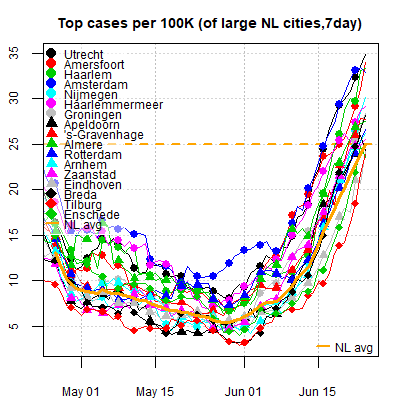 Top cases per 100K (of large NL cities,7day)
35
30
25
20
15
10
5
Utrecht
Amersfoort
Haarlem
Amsterdam
Nijmegen
Haarlemmermeer
Groningen
Apeldoorn
's-Gravenhage
Almere
Rotterdam
Arnhem
Zaanstad
Eindhoven
Breda
Tilburg
Enschede
NL avg
NL avg
May 01
May 15
Jun 01
Jun 15